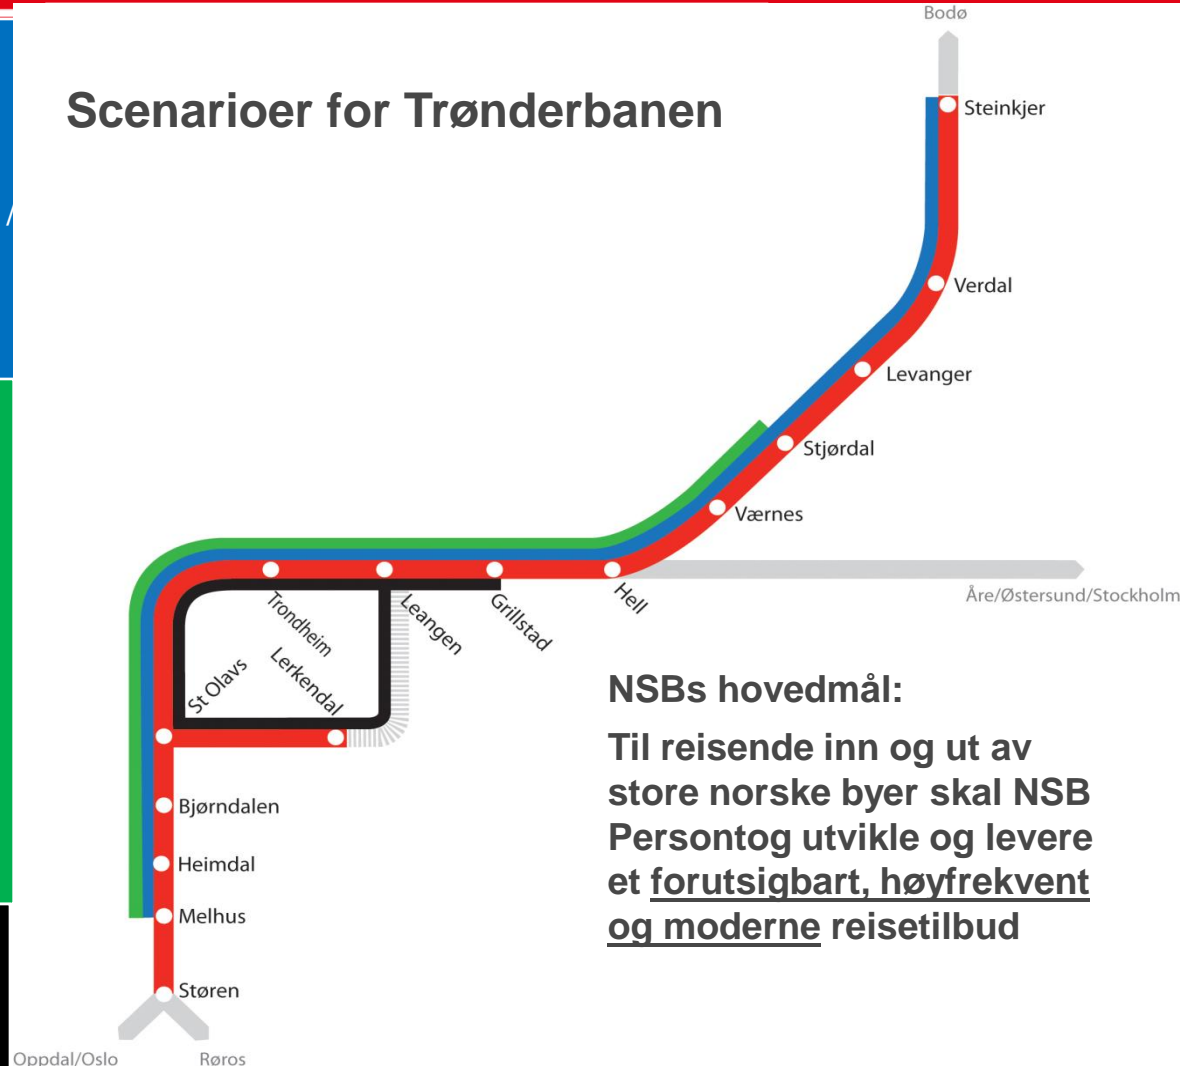 Bodø
Scenarioer for Trønderbanen
Steinkjer
/
Verdal
Levanger
Stjørdal
Værnes
Åre/Østersund/Stockholm
Hell
Grillstad
Leangen
Trondheim
Lerkendal
St Olavs
NSBs hovedmål:
Til reisende inn og ut av
store norske byer skal NSB
Persontog utvikle og levere
et forutsigbart, høyfrekvent
og moderne reisetilbud
Bjørndalen
Heimdal
Melhus
Støren
Oppdal/Oslo
Røros